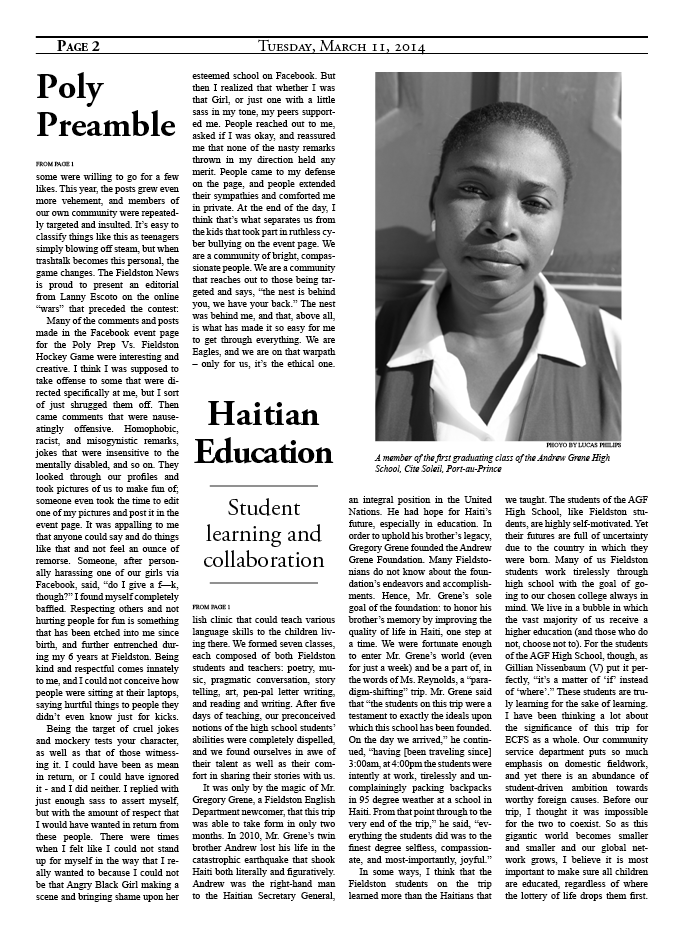 PAGE 2
TUESDAY, MARCH 11, 2014
Poly
Preamble
FROM PAGE 1
some were willing to go for a few
likes. This year, the posts grew even
more vehement, and members of
our own community were repeated-
ly targeted and insulted. It's easy to
classify things like this as teenagers
simply blowing off steam, but when
trashtalk becomes this personal, the
game changes. The Fieldston News
is proud to present an editorial
from Lanny Escoto on the online
“wars” that preceded the contest:
Many of the comments and posts
made in the Facebook event page
for the Poly Prep Vs. Fieldston
Hockey Game were interesting and
creative. I think I was supposed to
take offense to some that were di-
rected specifically at me, but I sort
of just shrugged them off. Then
came comments that were nause-
atingly offensive. Homophobic,
racist, and misogynistic remarks,
jokes that were insensitive to the
mentally disabled, and so on. They
looked through our profiles and
took pictures of us to make fun of;
someone even took the time to edit
one of my pictures and post it in the
event page. It was appalling to me
that anyone could say and do things
like that and not feel an ounce of
remorse. Someone, after person-
ally harassing one of our girls via
Facebook, said, “do I give a f—k,
though?” I found myself completely
baffled. Respecting others and not
hurting people for fun is something
that has been etched into me since
birth, and further entrenched dur-
ing my 6 years at Fieldston. Being
kind and respectful comes innately
to me, and I could not conceive how
people were sitting at their laptops,
saying hurtful things to people they
didn't even know just for kicks.
Being the target of cruel jokes
and mockery tests your character,
as well as that of those witness-
ing it. I could have been as mean
in return, or I could have ignored
it - and I did neither. I replied with
just enough sass to assert myself,
but with the amount of respect that
I would have wanted in return from
these people. There were times
when I felt like I could not stand
up for myself in the way that I re-
ally wanted to because I could not
be that Angry Black Girl making a
scene and bringing shame upon her
esteemed school on Facebook. But
then I realized that whether I was
that Girl, or just one with a little
sass in my tone, my peers support-
ed me. People reached out to me,
asked if I was okay, and reassured
me that none of the nasty remarks
thrown in my direction held any
merit. People came to my defense
on the page, and people extended
their sympathies and comforted me
in private. At the end of the day, I
think that's what separates us from
the kids that took part in ruthless cy-
ber bullying on the event page. We
are a community of bright, compas-
sionate people. We are a community
that reaches out to those being tar-
geted and says, “the nest is behind
you, we have your back.” The nest
was behind me, and that, above all,
is what has made it so easy for me
to get through everything. We are
Eagles, and we are on that warpath
– only for us, it's the ethical one.
Haitian
Education
Student
learning and
collaboration
FROM PAGE 1
lish clinic that could teach various
language skills to the children liv-
ing there. We formed seven classes,
each composed of both Fieldston
students and teachers: poetry, mu-
sic, pragmatic conversation, story
telling, art, pen-pal letter writing,
and reading and writing. After five
days of teaching, our preconceived
notions of the high school students'
abilities were completely dispelled,
and we found ourselves in awe of
their talent as well as their com-
fort in sharing their stories with us.
It was only by the magic of Mr.
Gregory Grene, a Fieldston English
Department newcomer, that this trip
was able to take form in only two
months. In 2010, Mr. Grene's twin
brother Andrew lost his life in the
catastrophic earthquake that shook
Haiti both literally and figuratively.
Andrew was the right-hand man
to the Haitian Secretary General,
PHOYO BY LUCAS PHILIPS
A member of the first graduating class of the Andrew Grene High
School, Cite Soleil, Port-au-Prince
an integral position in the United
Nations. He had hope for Haiti's
future, especially in education. In
order to uphold his brother's legacy,
Gregory Grene founded the Andrew
Grene Foundation. Many Fieldsto-
nians do not know about the foun-
dation's endeavors and accomplish-
ments. Hence, Mr. Grene's sole
goal of the foundation: to honor his
brother's memory by improving the
quality of life in Haiti, one step at
a time. We were fortunate enough
to enter Mr. Grene's world (even
for just a week) and be a part of, in
the words of Ms. Reynolds, a “para-
digm-shifting” trip. Mr. Grene said
that “the students on this trip were a
testament to exactly the ideals upon
which this school has been founded.
On the day we arrived,” he contin-
ued, “having [been traveling since]
3:00am, at 4:00pm the students were
intently at work, tirelessly and un-
complainingly packing backpacks
in 95 degree weather at a school in
Haiti. From that point through to the
very end of the trip,” he said, “ev-
erything the students did was to the
finest degree selfless, compassion-
ate, and most-importantly, joyful.”
In some ways, I think that the
Fieldston students on the trip
learned more than the Haitians that
we taught. The students of the AGF
High School, like Fieldston stu-
dents, are highly self-motivated. Yet
their futures are full of uncertainty
due to the country in which they
were born. Many of us Fieldston
students work tirelessly through
high school with the goal of go-
ing to our chosen college always in
mind. We live in a bubble in which
the vast majority of us receive a
higher education (and those who do
not, choose not to). For the students
of the AGF High School, though, as
Gillian Nissenbaum (V) put it per-
fectly, “it's a matter of ‘if’ instead
of ‘where’.” These students are tru-
ly learning for the sake of learning.
I have been thinking a lot about
the significance of this trip for
ECFS as a whole. Our community
service department puts so much
emphasis on domestic fieldwork,
and yet there is an abundance of
student-driven ambition towards
worthy foreign causes. Before our
trip, I thought it was impossible
for the two to coexist. So as this
gigantic world becomes smaller
and smaller and our global net-
work grows, I believe it is most
important to make sure all children
are educated, regardless of where
the lottery of life drops them first.